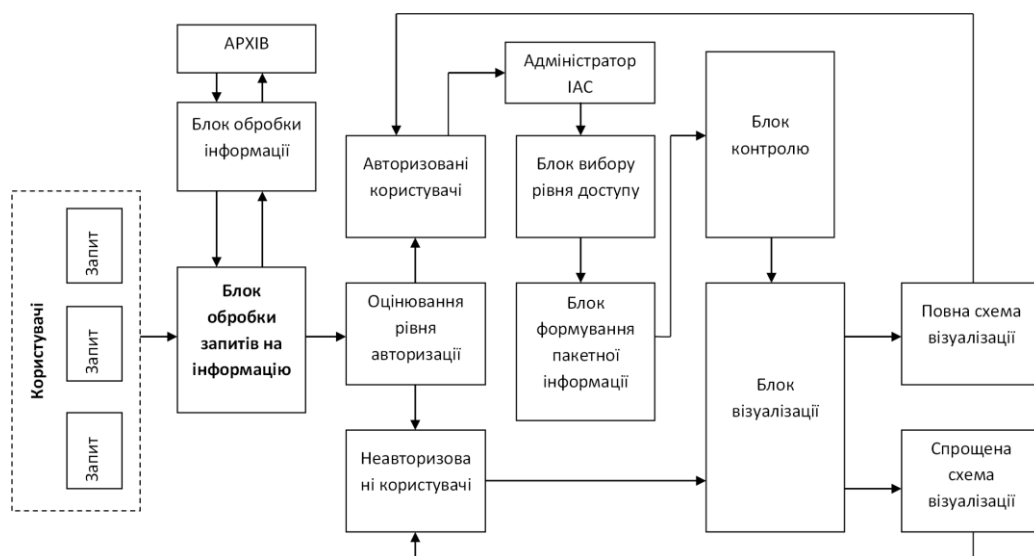 АРХІВ
Блок обробки
інформації
Користувачі
Запит
Запит
Запит
Блок
обробки
запитів на
інформацію
Авторизовані
користувачі
Оцінювання
рівня
авторизації
Неавторизова
ні користувачі
Адміністратор
ІАС
Блок вибору
рівня доступу
Блок
формування
пакетної
інформації
Блок
контролю
Блок
візуалізації
Повна схема
візуалізації
Спрощена
схема
візуалізації